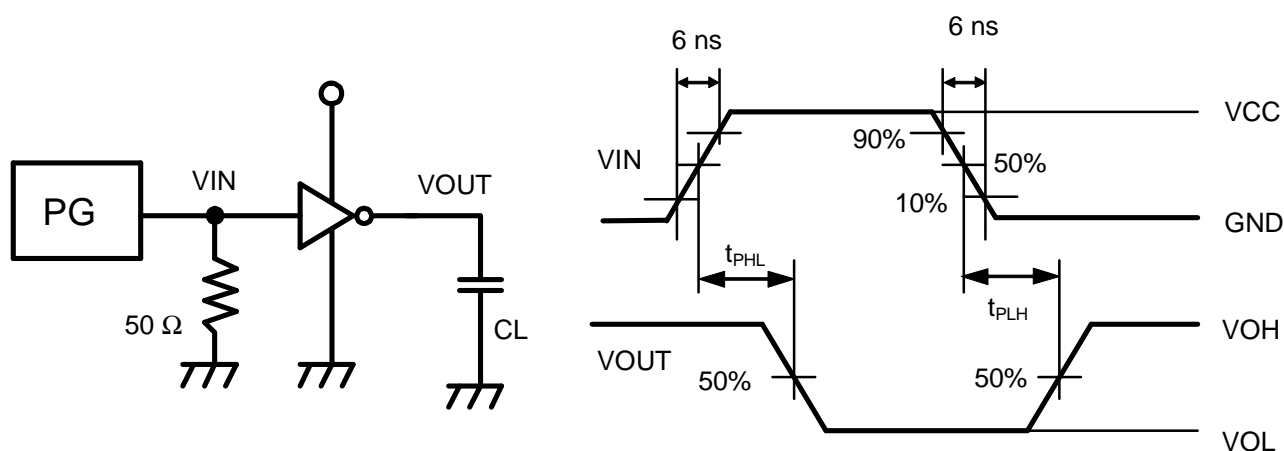 PG
VIN
50 Ω
VOUT
CL
6 ns
6 ns
VIN
90%
50%
10%
VCC
GND
tPHL
tPLH
VOUT
50%
50%
VOH
VOL